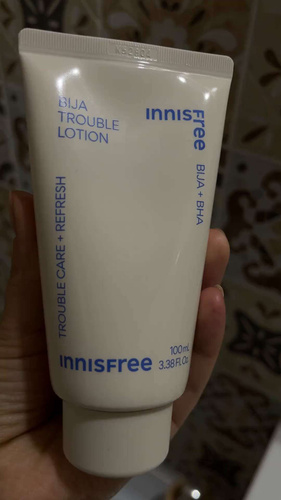 BIJA
TROUBLE
LOTION
innisfree
BIJA + BHA
TROUBLE CARE + REFRESH
innisfree
100 mL
3.38 Fl. Oz.